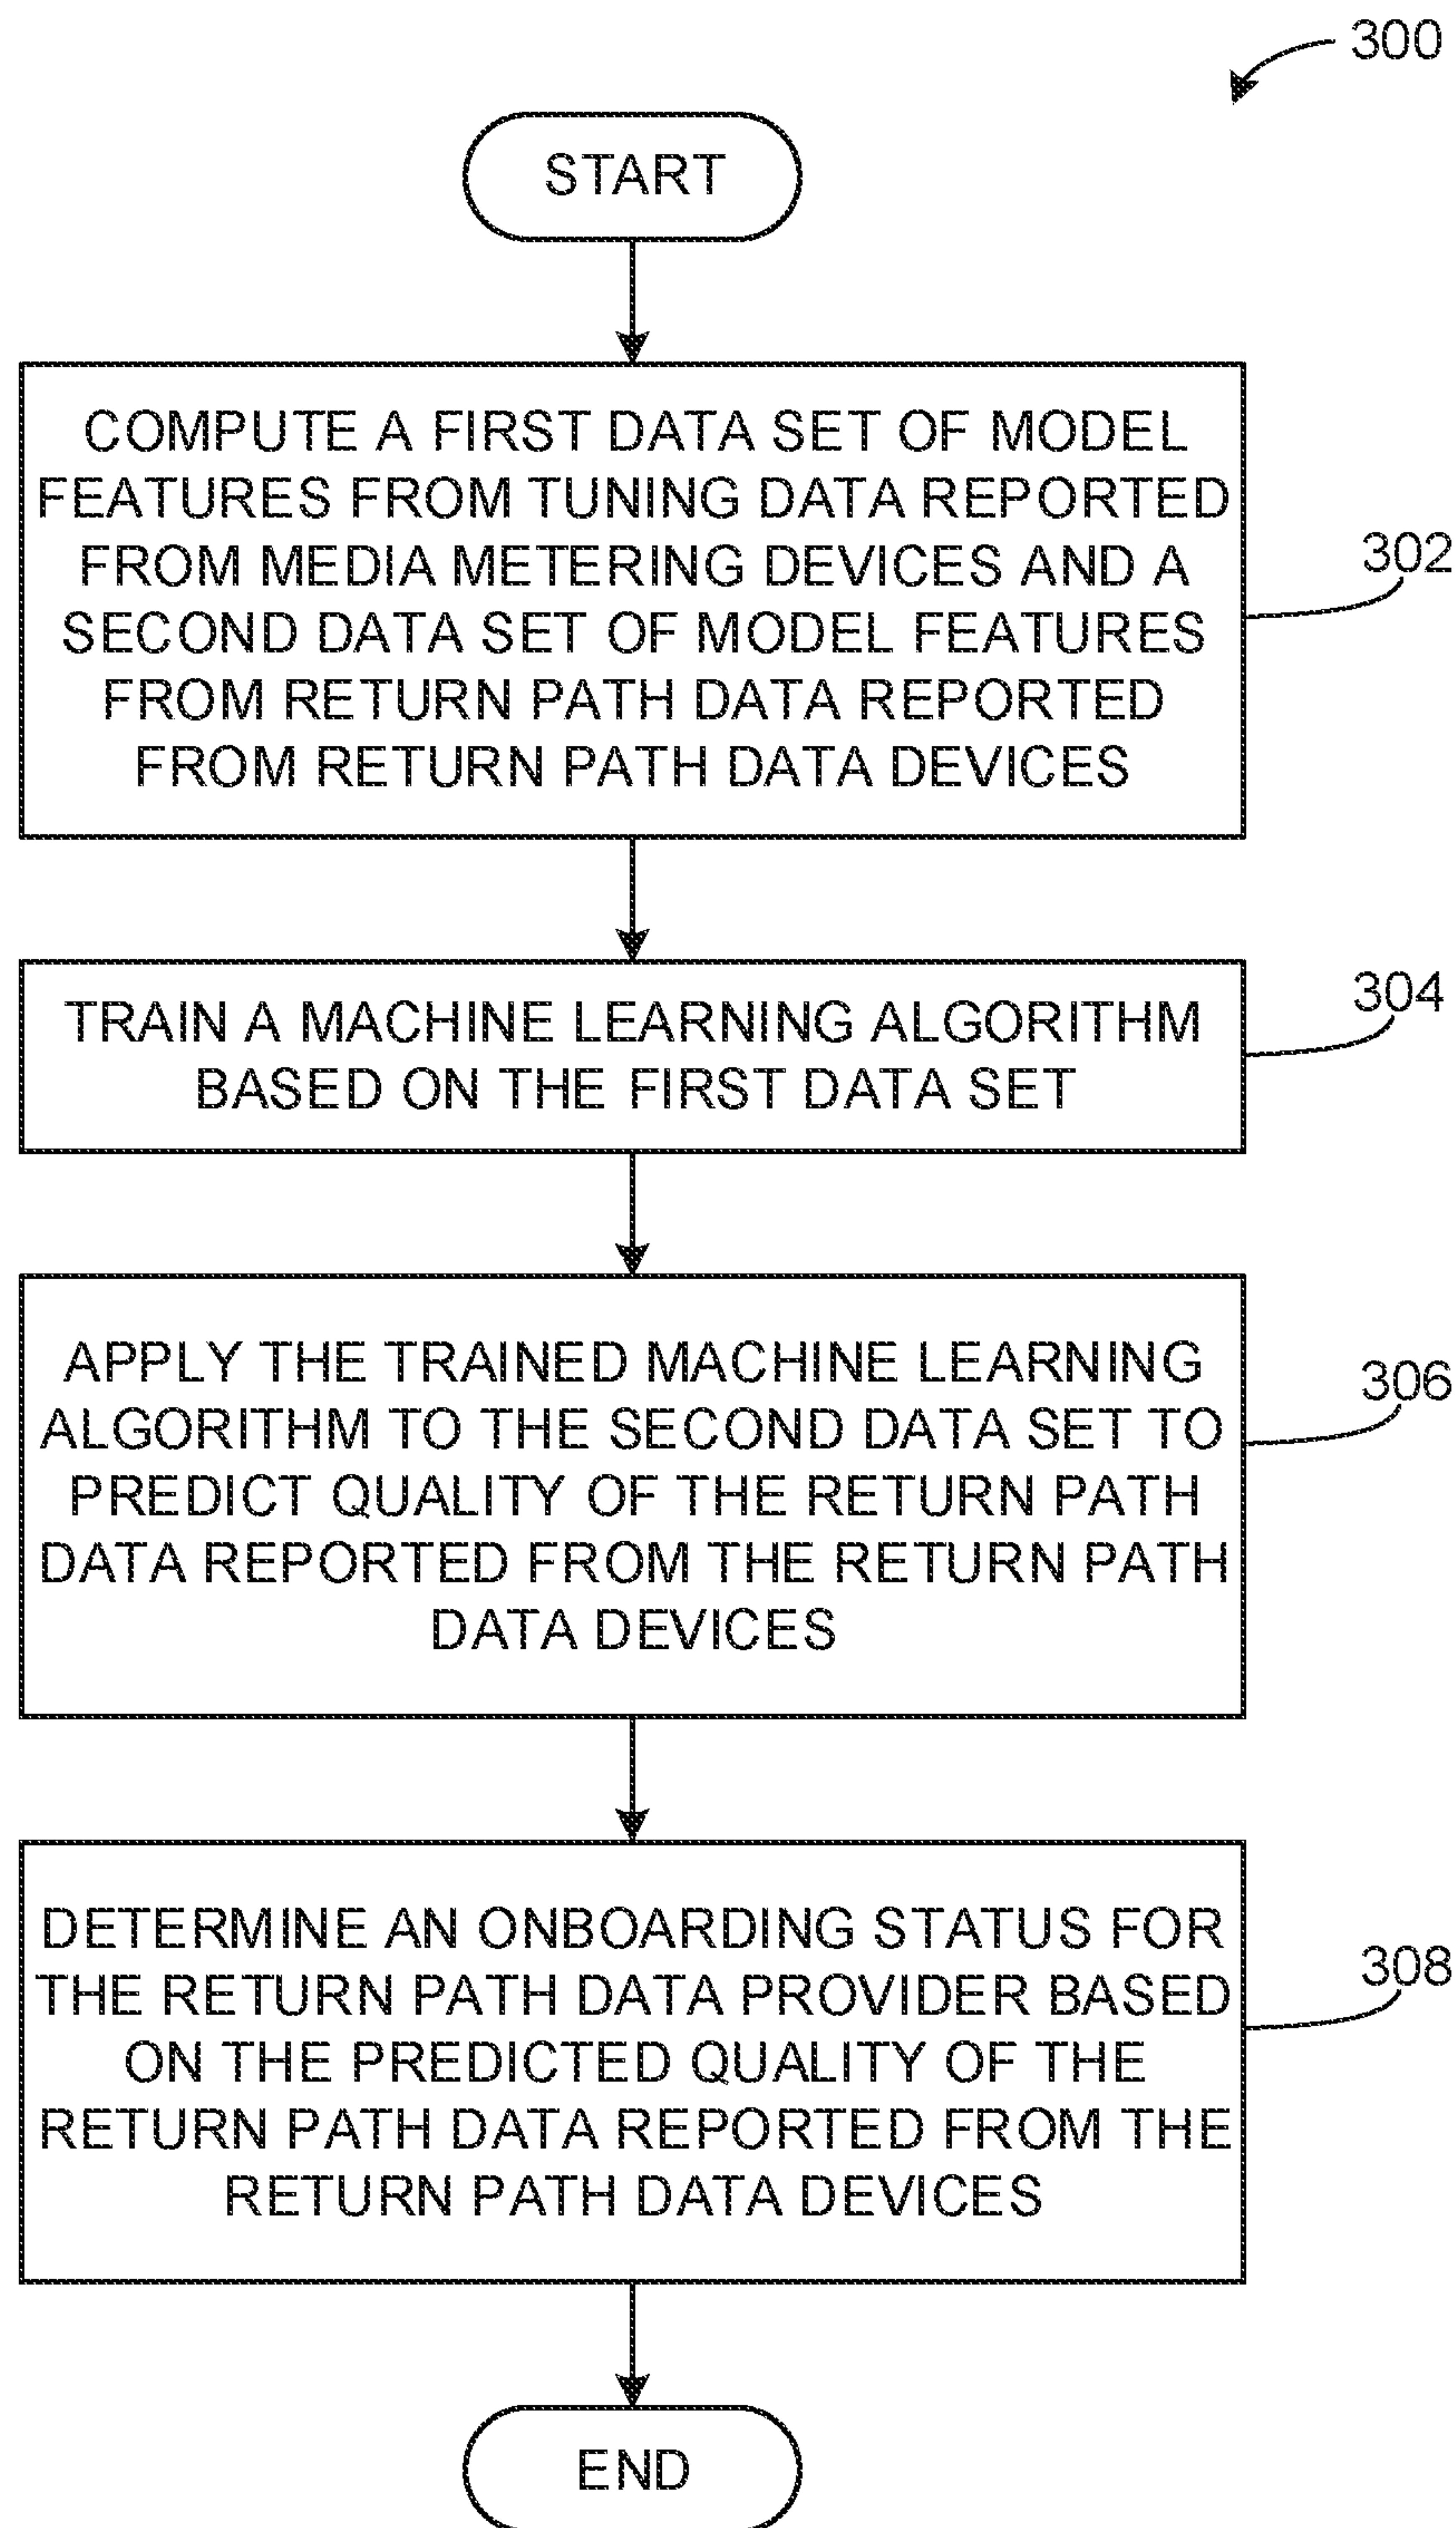 300
START
COMPUTE A FIRST DATA SET OF MODEL
FEATURES FROM TUNING DATA REPORTED
FROM MEDIA METERING DEVICES AND A
SECOND DATA SET OF MODEL FEATURES
FROM RETURN PATH DATA REPORTED
FROM RETURN PATH DATA DEVICES
302
TRAIN A MACHINE LEARNING ALGORITHM
BASED ON THE FIRST DATA SET
304
APPLY THE TRAINED MACHINE LEARNING
ALGORITHM TO THE SECOND DATA SET TO
PREDICT QUALITY OF THE RETURN PATH
DATA REPORTED FROM THE RETURN PATH
DATA DEVICES
306
DETERMINE AN ONBOARDING STATUS FOR
THE RETURN PATH DATA PROVIDER BASED
ON THE PREDICTED QUALITY OF THE
RETURN PATH DATA REPORTED FROM THE
RETURN PATH DATA DEVICES
308
END